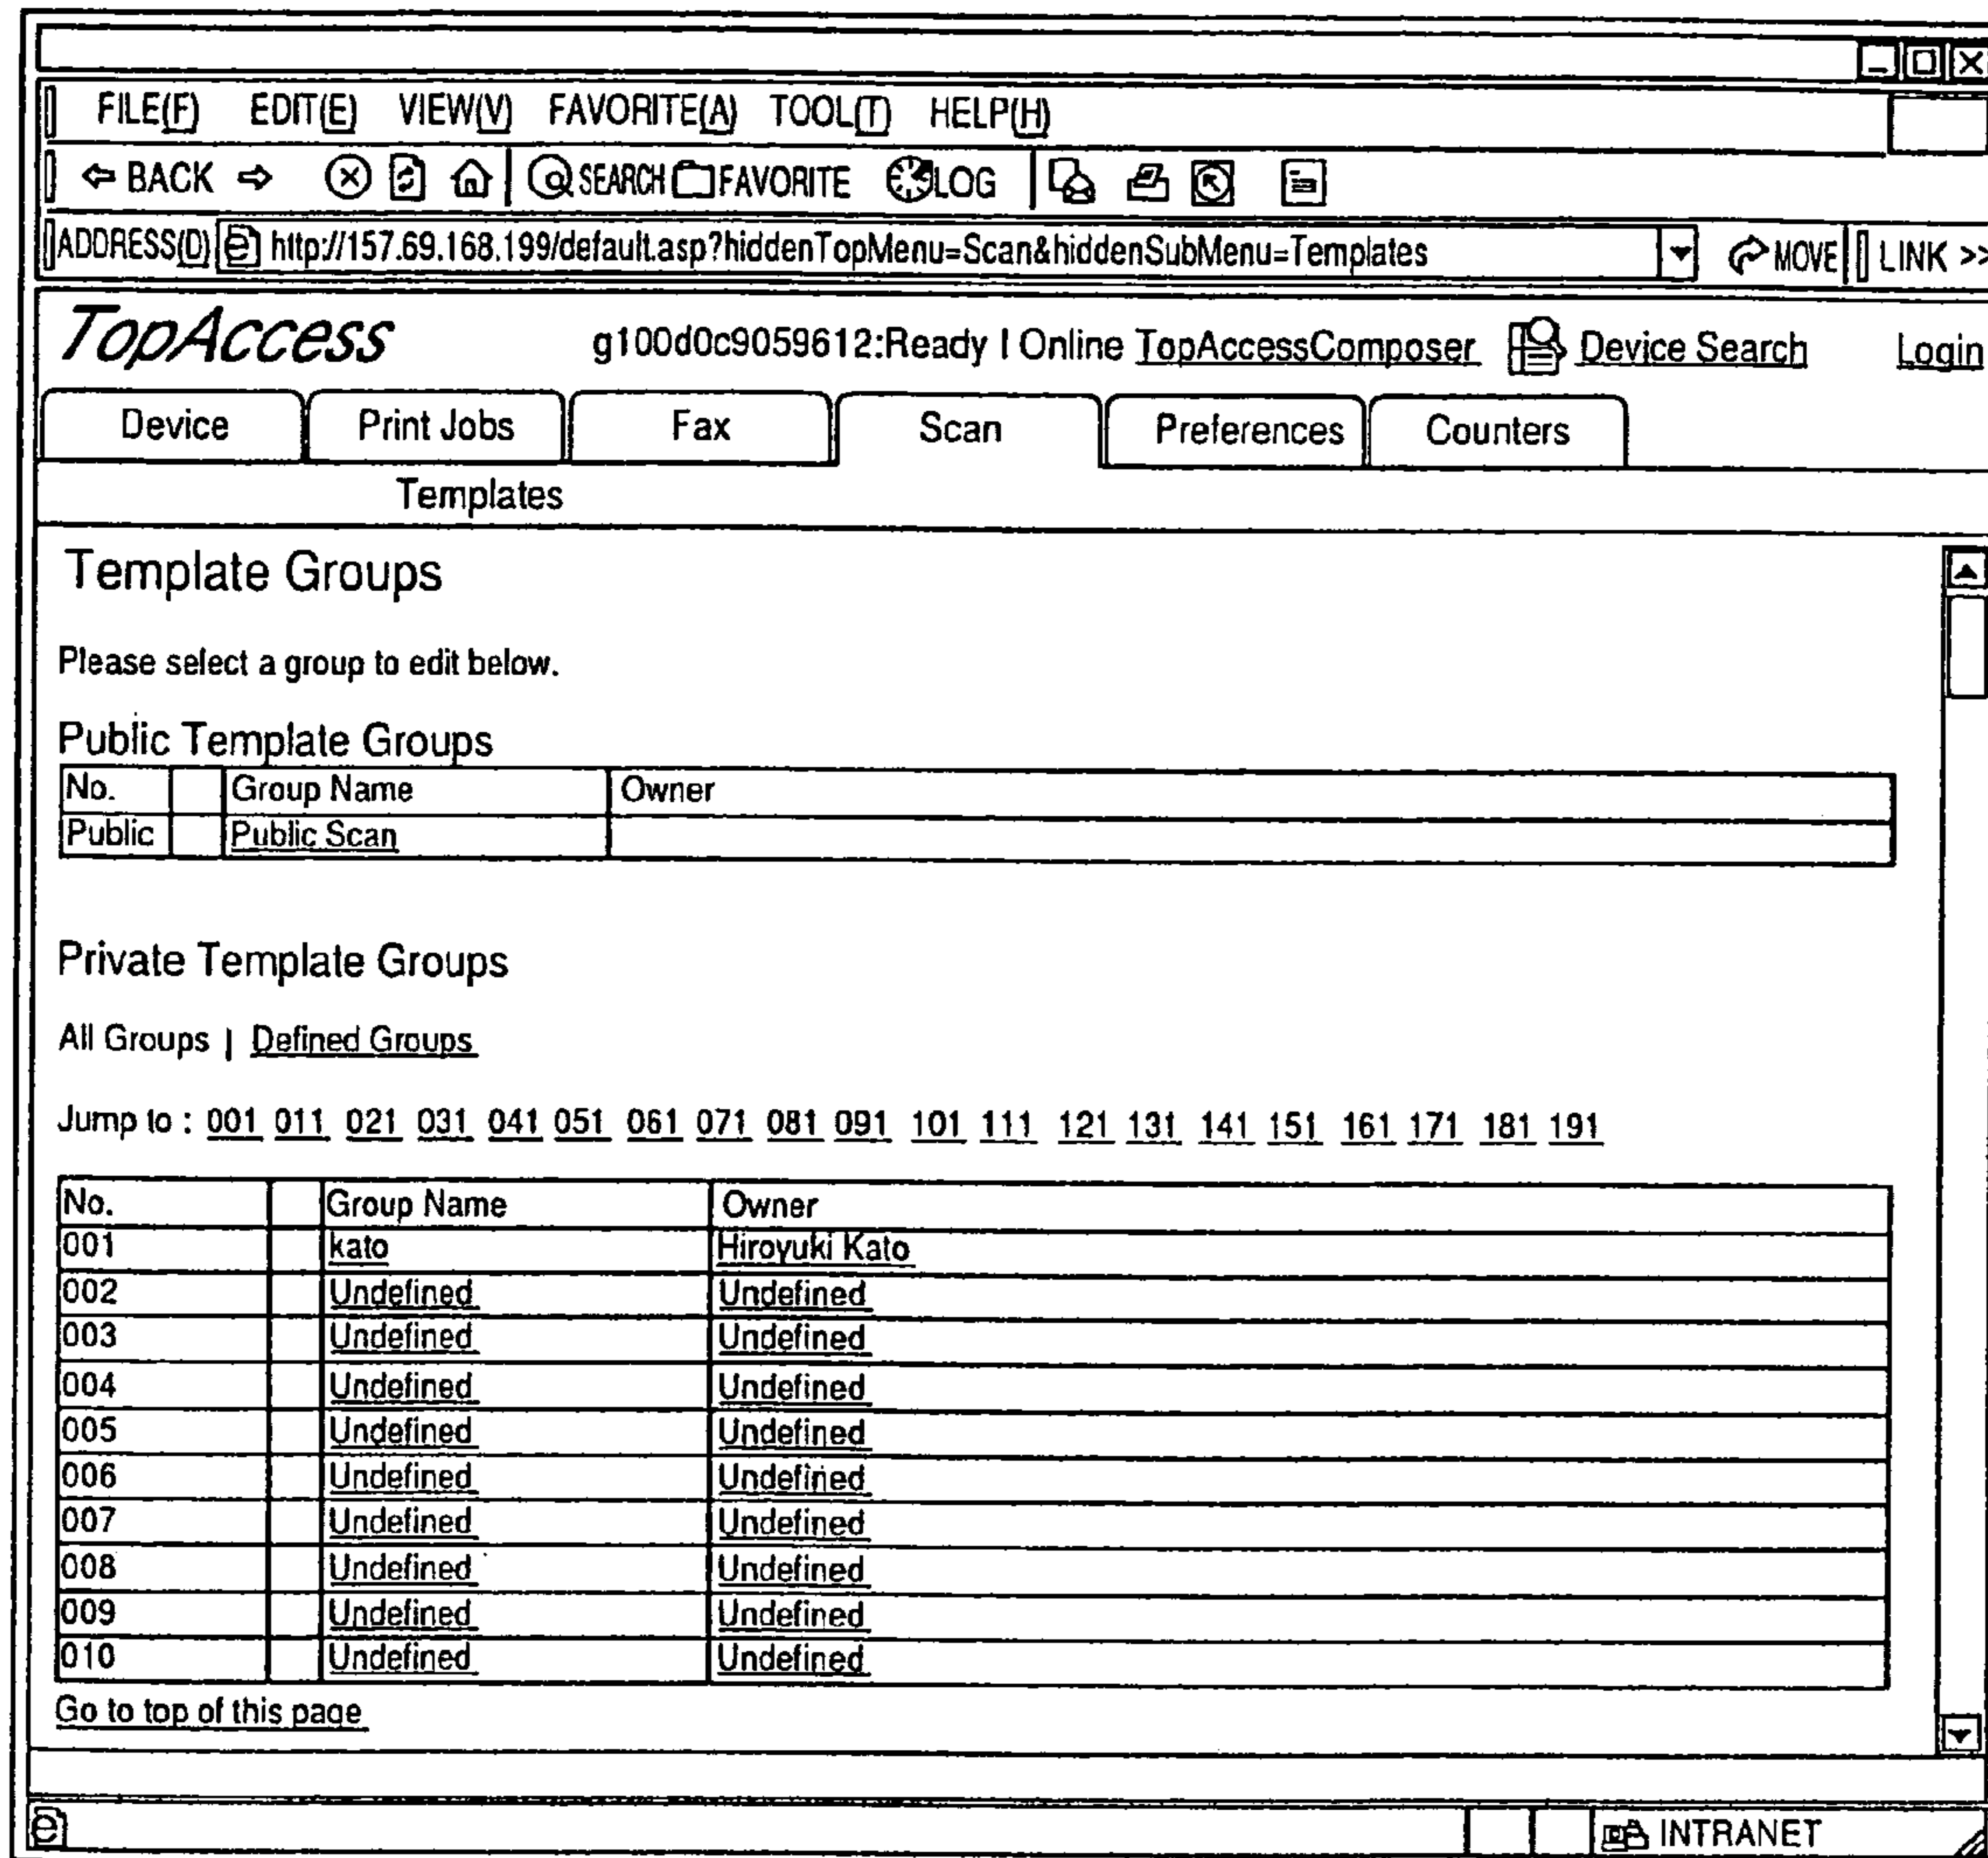 FILE(F) EDIT(E) VIEW(V) FAVORITE(A) TOOL(T) HELP(H)
BACK SEARCH FAVORITE LOG
ADDRESS(D) http://157.69.168.199/default.asp?hiddenTopMenu=Scan&hiddenSubMenu=Templates MOVE LINK >>
TopAccess g100d0c9059612:Ready I Online TopAccessComposer Device Search Login
Device Print Jobs Fax Scan Preferences Counters
Templates
Template Groups
Please select a group to edit below.
Public Template Groups
No. Group Name Owner
Public Public Scan
Private Template Groups
All Groups | Defined Groups
Jump to : 001 011 021 031 041 051 061 071 081 091 101 111 121 131 141 151 161 171 181 191
No. Group Name Owner
001 kato Hiroyuki Kato
002 Undefined Undefined
003 Undefined Undefined
004 Undefined Undefined
005 Undefined Undefined
006 Undefined Undefined
007 Undefined Undefined
008 Undefined Undefined
009 Undefined Undefined
010 Undefined Undefined
Go to top of this page
INTRANET